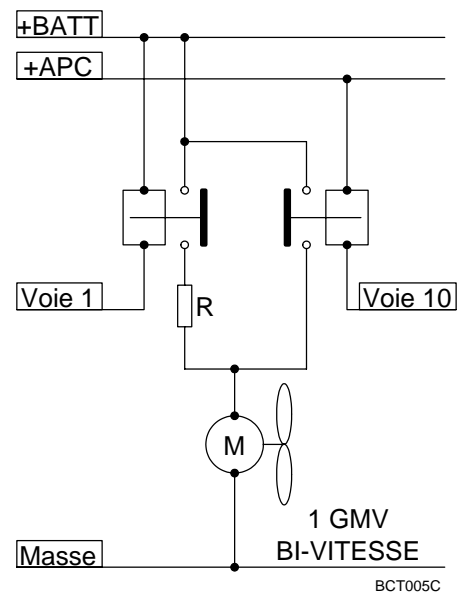 +BATT
+APC
Voie 1
R
Voie 10
M
1 GMV
BI-VITESSE
Masse
BCT005C